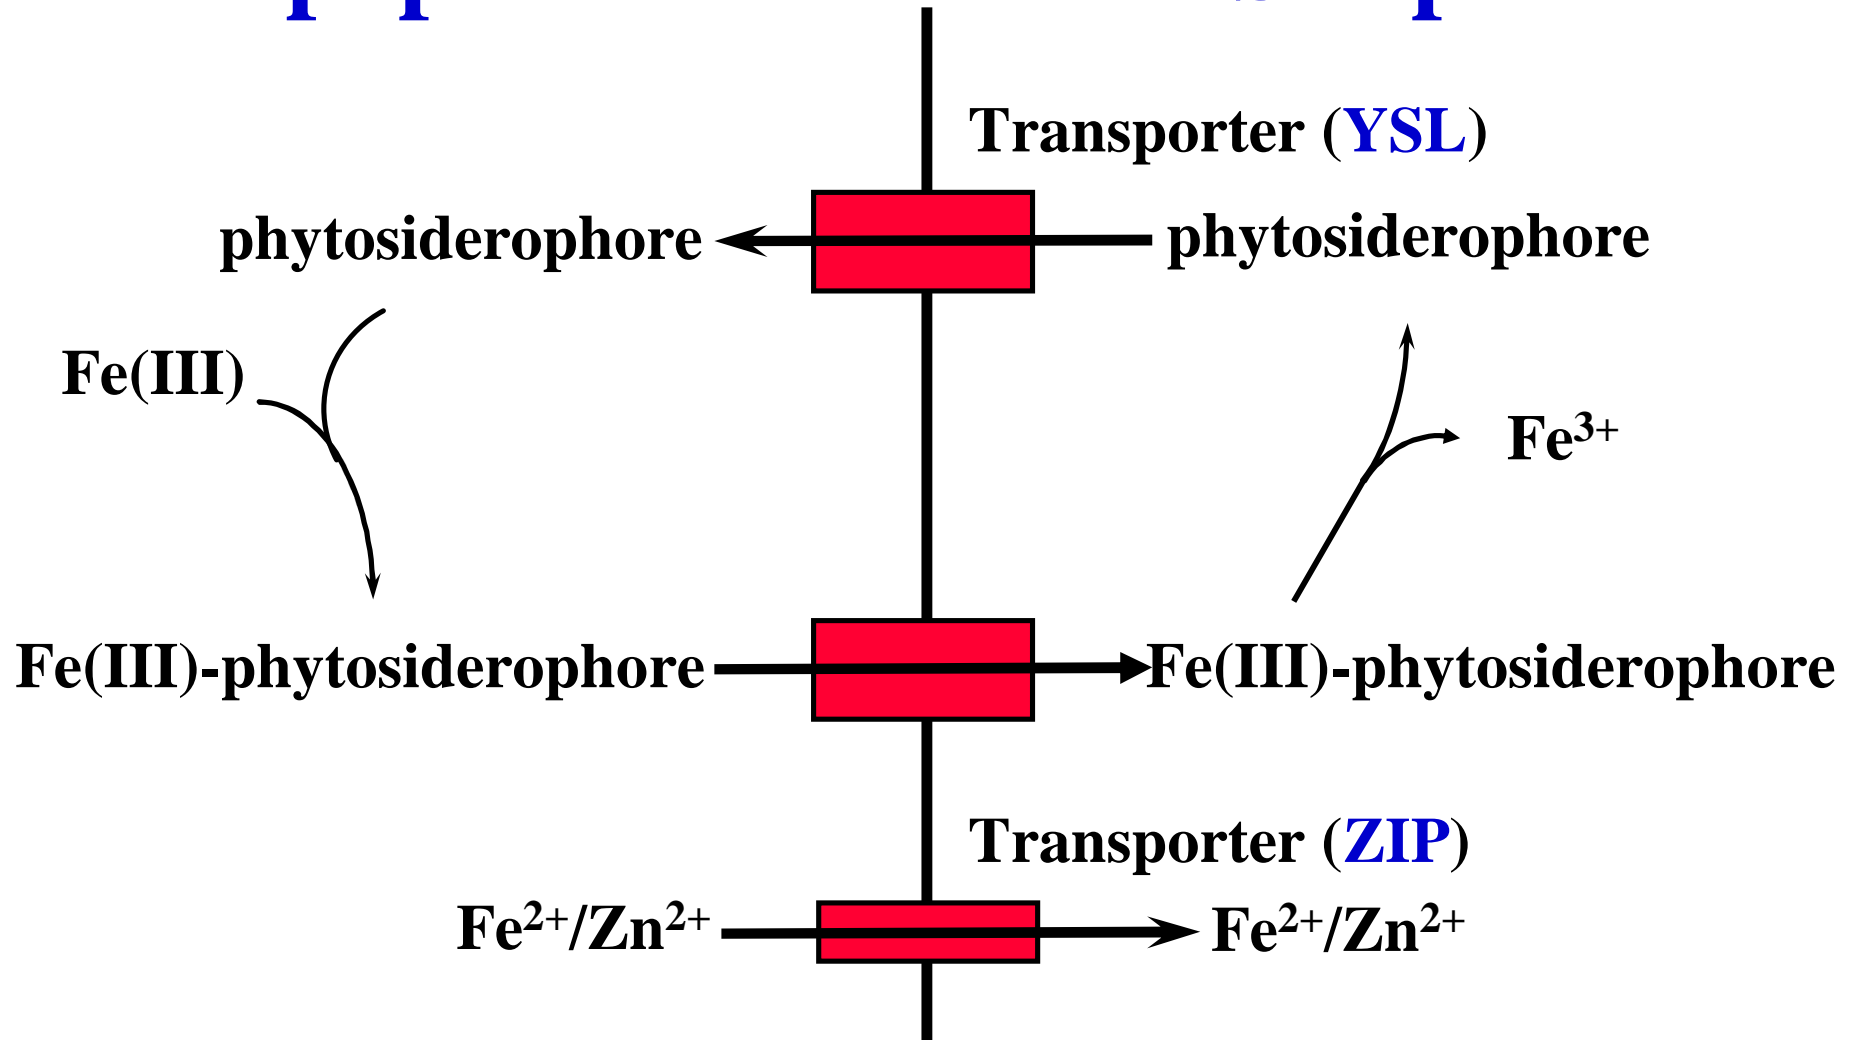 Transporter (YSL)
phytosiderophore phytosiderophore
Fe(III)
Fe³⁺
Fe(III)-phytosiderophore Fe(III)-phytosiderophore
Transporter (ZIP)
Fe²⁺/Zn²⁺ Fe²⁺/Zn²⁺